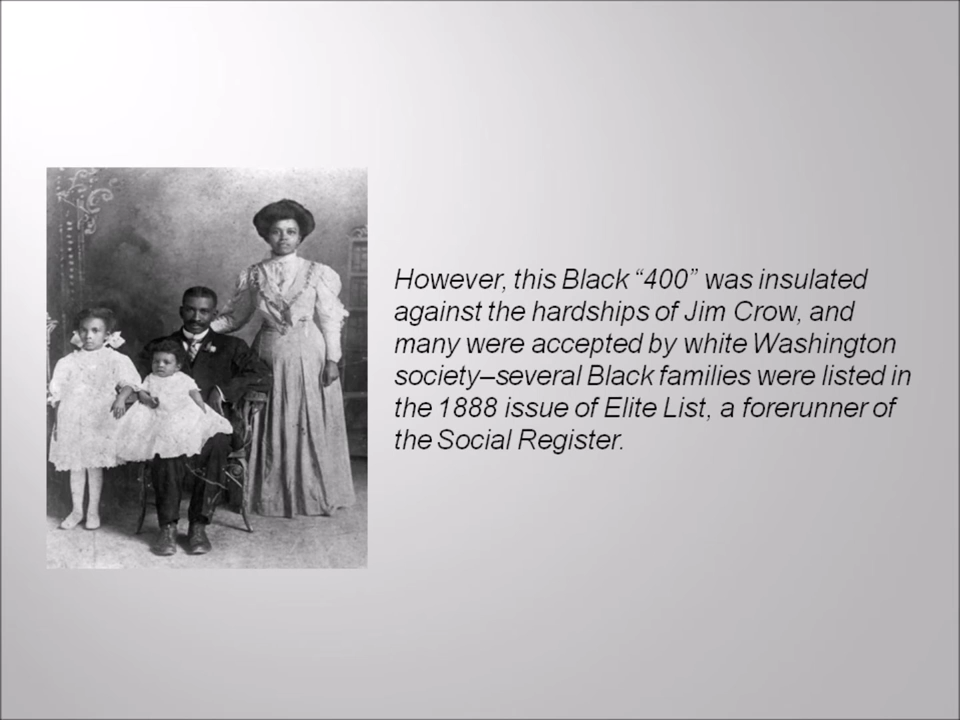 However, this Black “400” was insulated
against the hardships of Jim Crow, and
many were accepted by white Washington
society–several Black families were listed in
the 1888 issue of Elite List, a forerunner of
the Social Register.